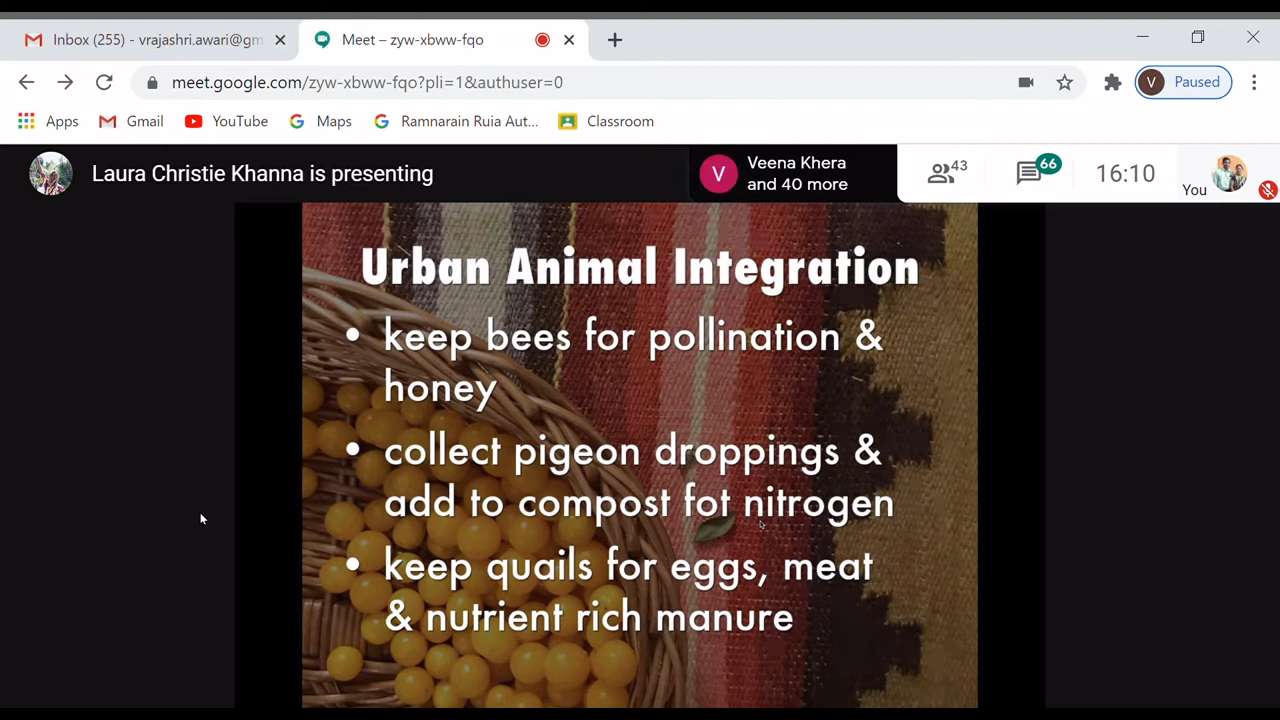 Inbox (255) - vrajashri.awari@gm
Meet – zyw-xbww-fqo
meet.google.com/zyw-xbww-fqo?pli=1&authuser=0
V Paused
Apps Gmail YouTube Maps Ramnarain Ruia Aut... Classroom
Laura Christie Khanna is presenting
V
Veena Khera
and 40 more
43
66
16:10
You
Urban Animal Integration
• keep bees for pollination &
honey
• collect pigeon droppings &
add to compost fot nitrogen
• keep quails for eggs, meat
& nutrient rich manure